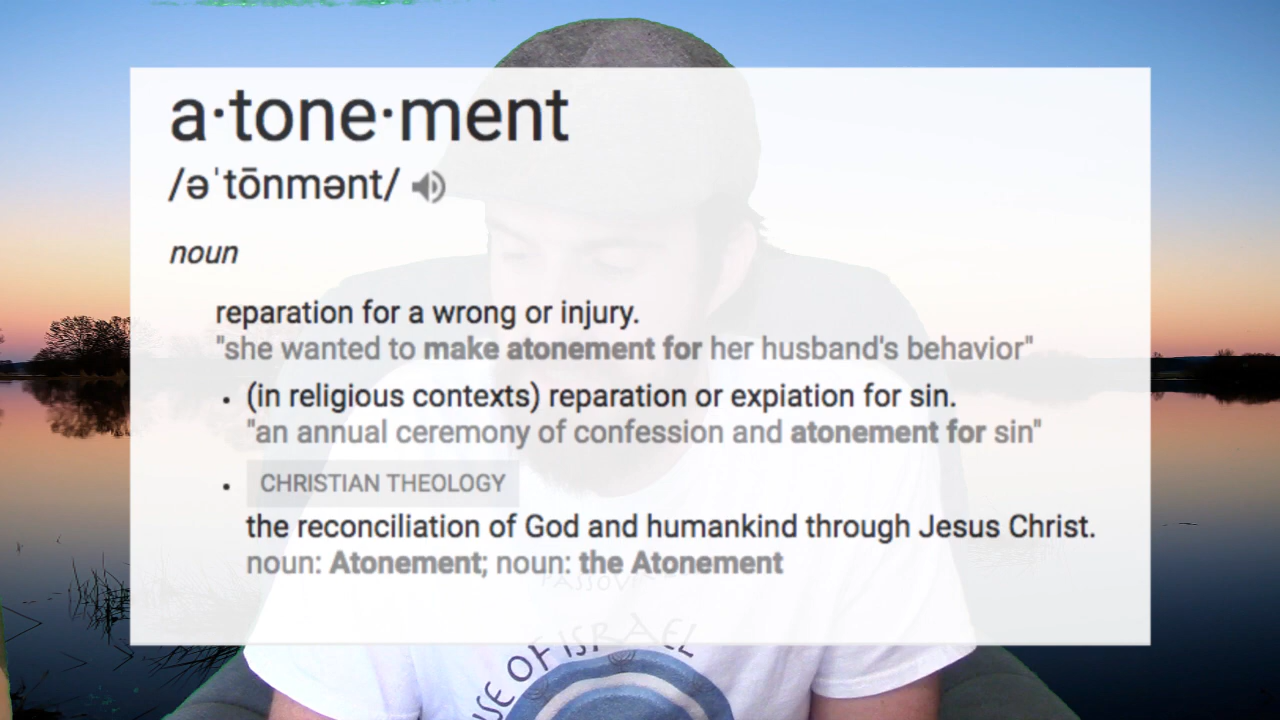 a·tone·ment
/əˈtōnmənt/
noun
reparation for a wrong or injury.
"she wanted to make atonement for her husband's behavior"
• (in religious contexts) reparation or expiation for sin.
"an annual ceremony of confession and atonement for sin"
• CHRISTIAN THEOLOGY
the reconciliation of God and humankind through Jesus Christ.
noun: Atonement; noun: the Atonement
OF ISRAEL